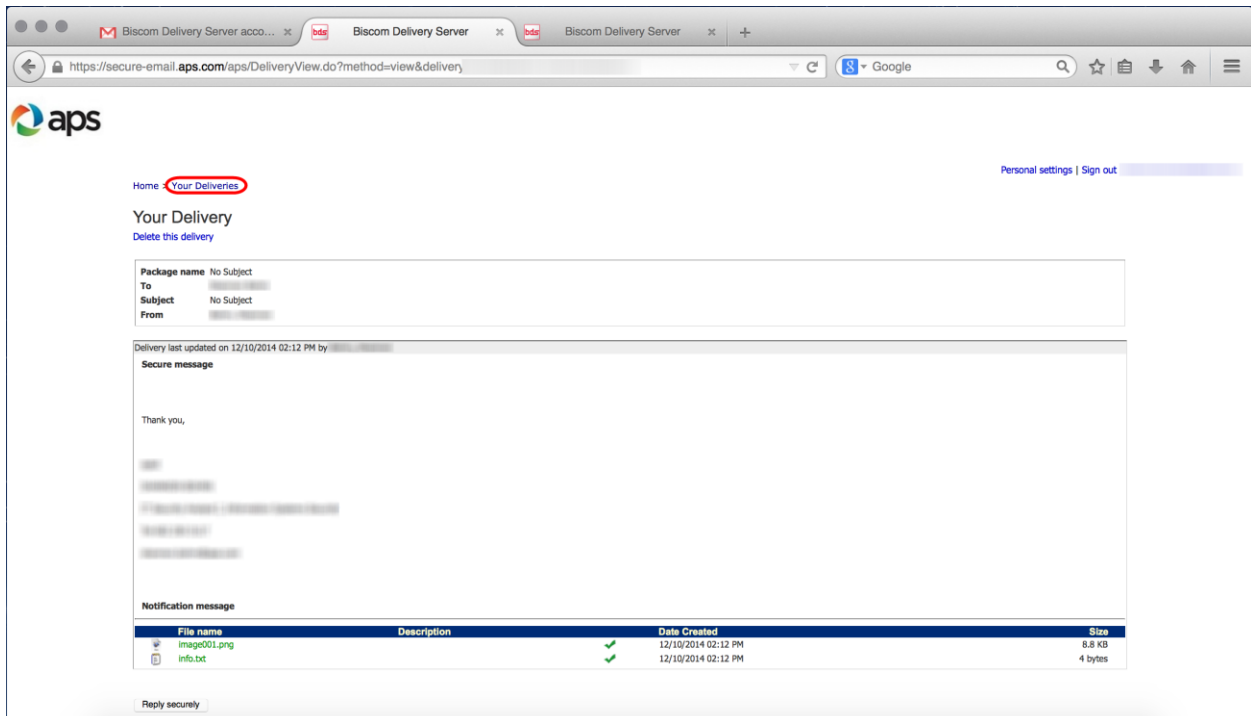 Biscom Delivery Server acco...
bds Biscom Delivery Server
bds Biscom Delivery Server
https://secure-email.aps.com/aps/DeliveryView.do?method=view&delivery
Google
aps
Personal settings | Sign out
Home > Your Deliveries
Your Delivery
Delete this delivery
Package name No Subject
To
Subject No Subject
From
Delivery last updated on 12/10/2014 02:12 PM by
Secure message
Thank you,
Notification message
File name Description Date Created Size
image001.png 12/10/2014 02:12 PM 8.8 KB
info.txt 12/10/2014 02:12 PM 4 bytes
Reply securely